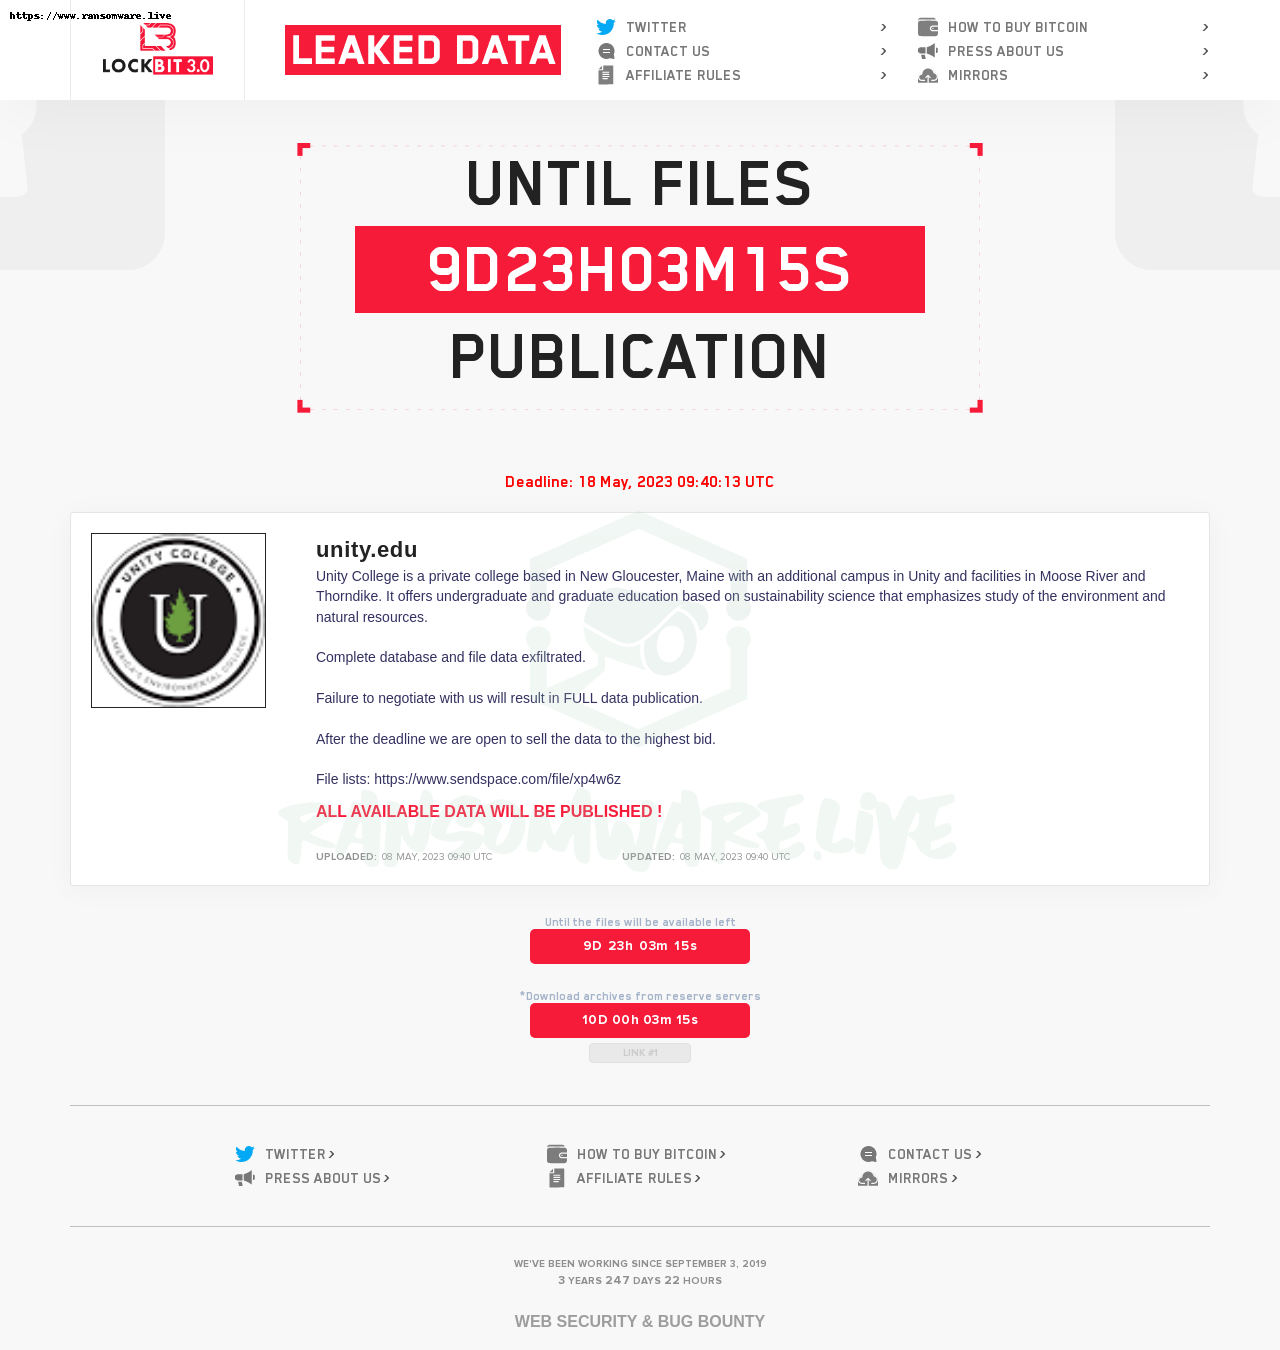 https://www.ransomware.live
LOCKBIT 3.0
LEAKED DATA
TWITTER >
CONTACT US >
AFFILIATE RULES >
HOW TO BUY BITCOIN >
PRESS ABOUT US >
MIRRORS >
UNTIL FILES
9D23H03M15S
PUBLICATION
Deadline: 18 May, 2023 09:40:13 UTC
UNITY COLLEGE
U
AMERICA'S ENVIRONMENTAL COLLEGE
unity.edu
Unity College is a private college based in New Gloucester, Maine with an additional campus in Unity and facilities in Moose River and
Thorndike. It offers undergraduate and graduate education based on sustainability science that emphasizes study of the environment and
natural resources.
Complete database and file data exfiltrated.
Failure to negotiate with us will result in FULL data publication.
After the deadline we are open to sell the data to the highest bid.
File lists: https://www.sendspace.com/file/xp4w6z
ALL AVAILABLE DATA WILL BE PUBLISHED !
RANSOMWARE.LIVE
UPLOADED: 08 MAY, 2023 09:40 UTC UPDATED: 08 MAY, 2023 09:40 UTC
Until the files will be available left
9D 23h 03m 15s
*Download archives from reserve servers
10D 00h 03m 15s
LINK #1
TWITTER > HOW TO BUY BITCOIN > CONTACT US >
PRESS ABOUT US > AFFILIATE RULES > MIRRORS >
WE'VE BEEN WORKING SINCE SEPTEMBER 3, 2019
3 YEARS 247 DAYS 22 HOURS
WEB SECURITY & BUG BOUNTY